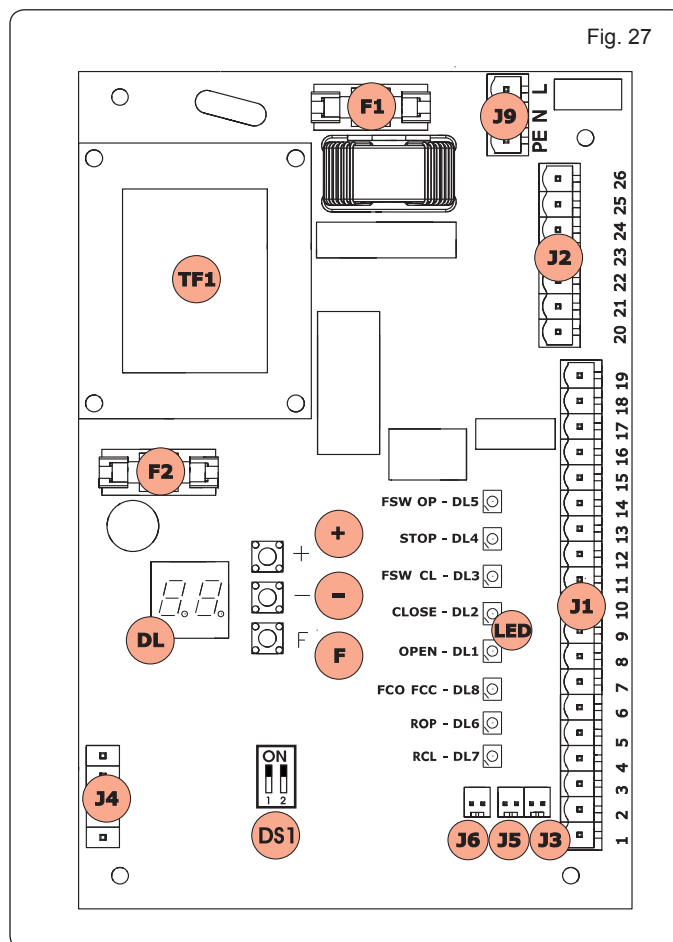 Fig. 27
F1
J9
PE N L
TF1
J2
26
25
24
23
22
21
20
19
18
17
16
15
14
13
12
11
10
9
8
7
6
5
4
3
2
1
J1
F2
FSW OP - DL5
STOP - DL4
FSW CL - DL3
CLOSE - DL2
OPEN - DL1
FCO FCC - DL8
ROP - DL6
RCL - DL7
LED
+ +
- -
F F
8.8.
DL
J4
ON
1 2
DS1
J6 J5 J3